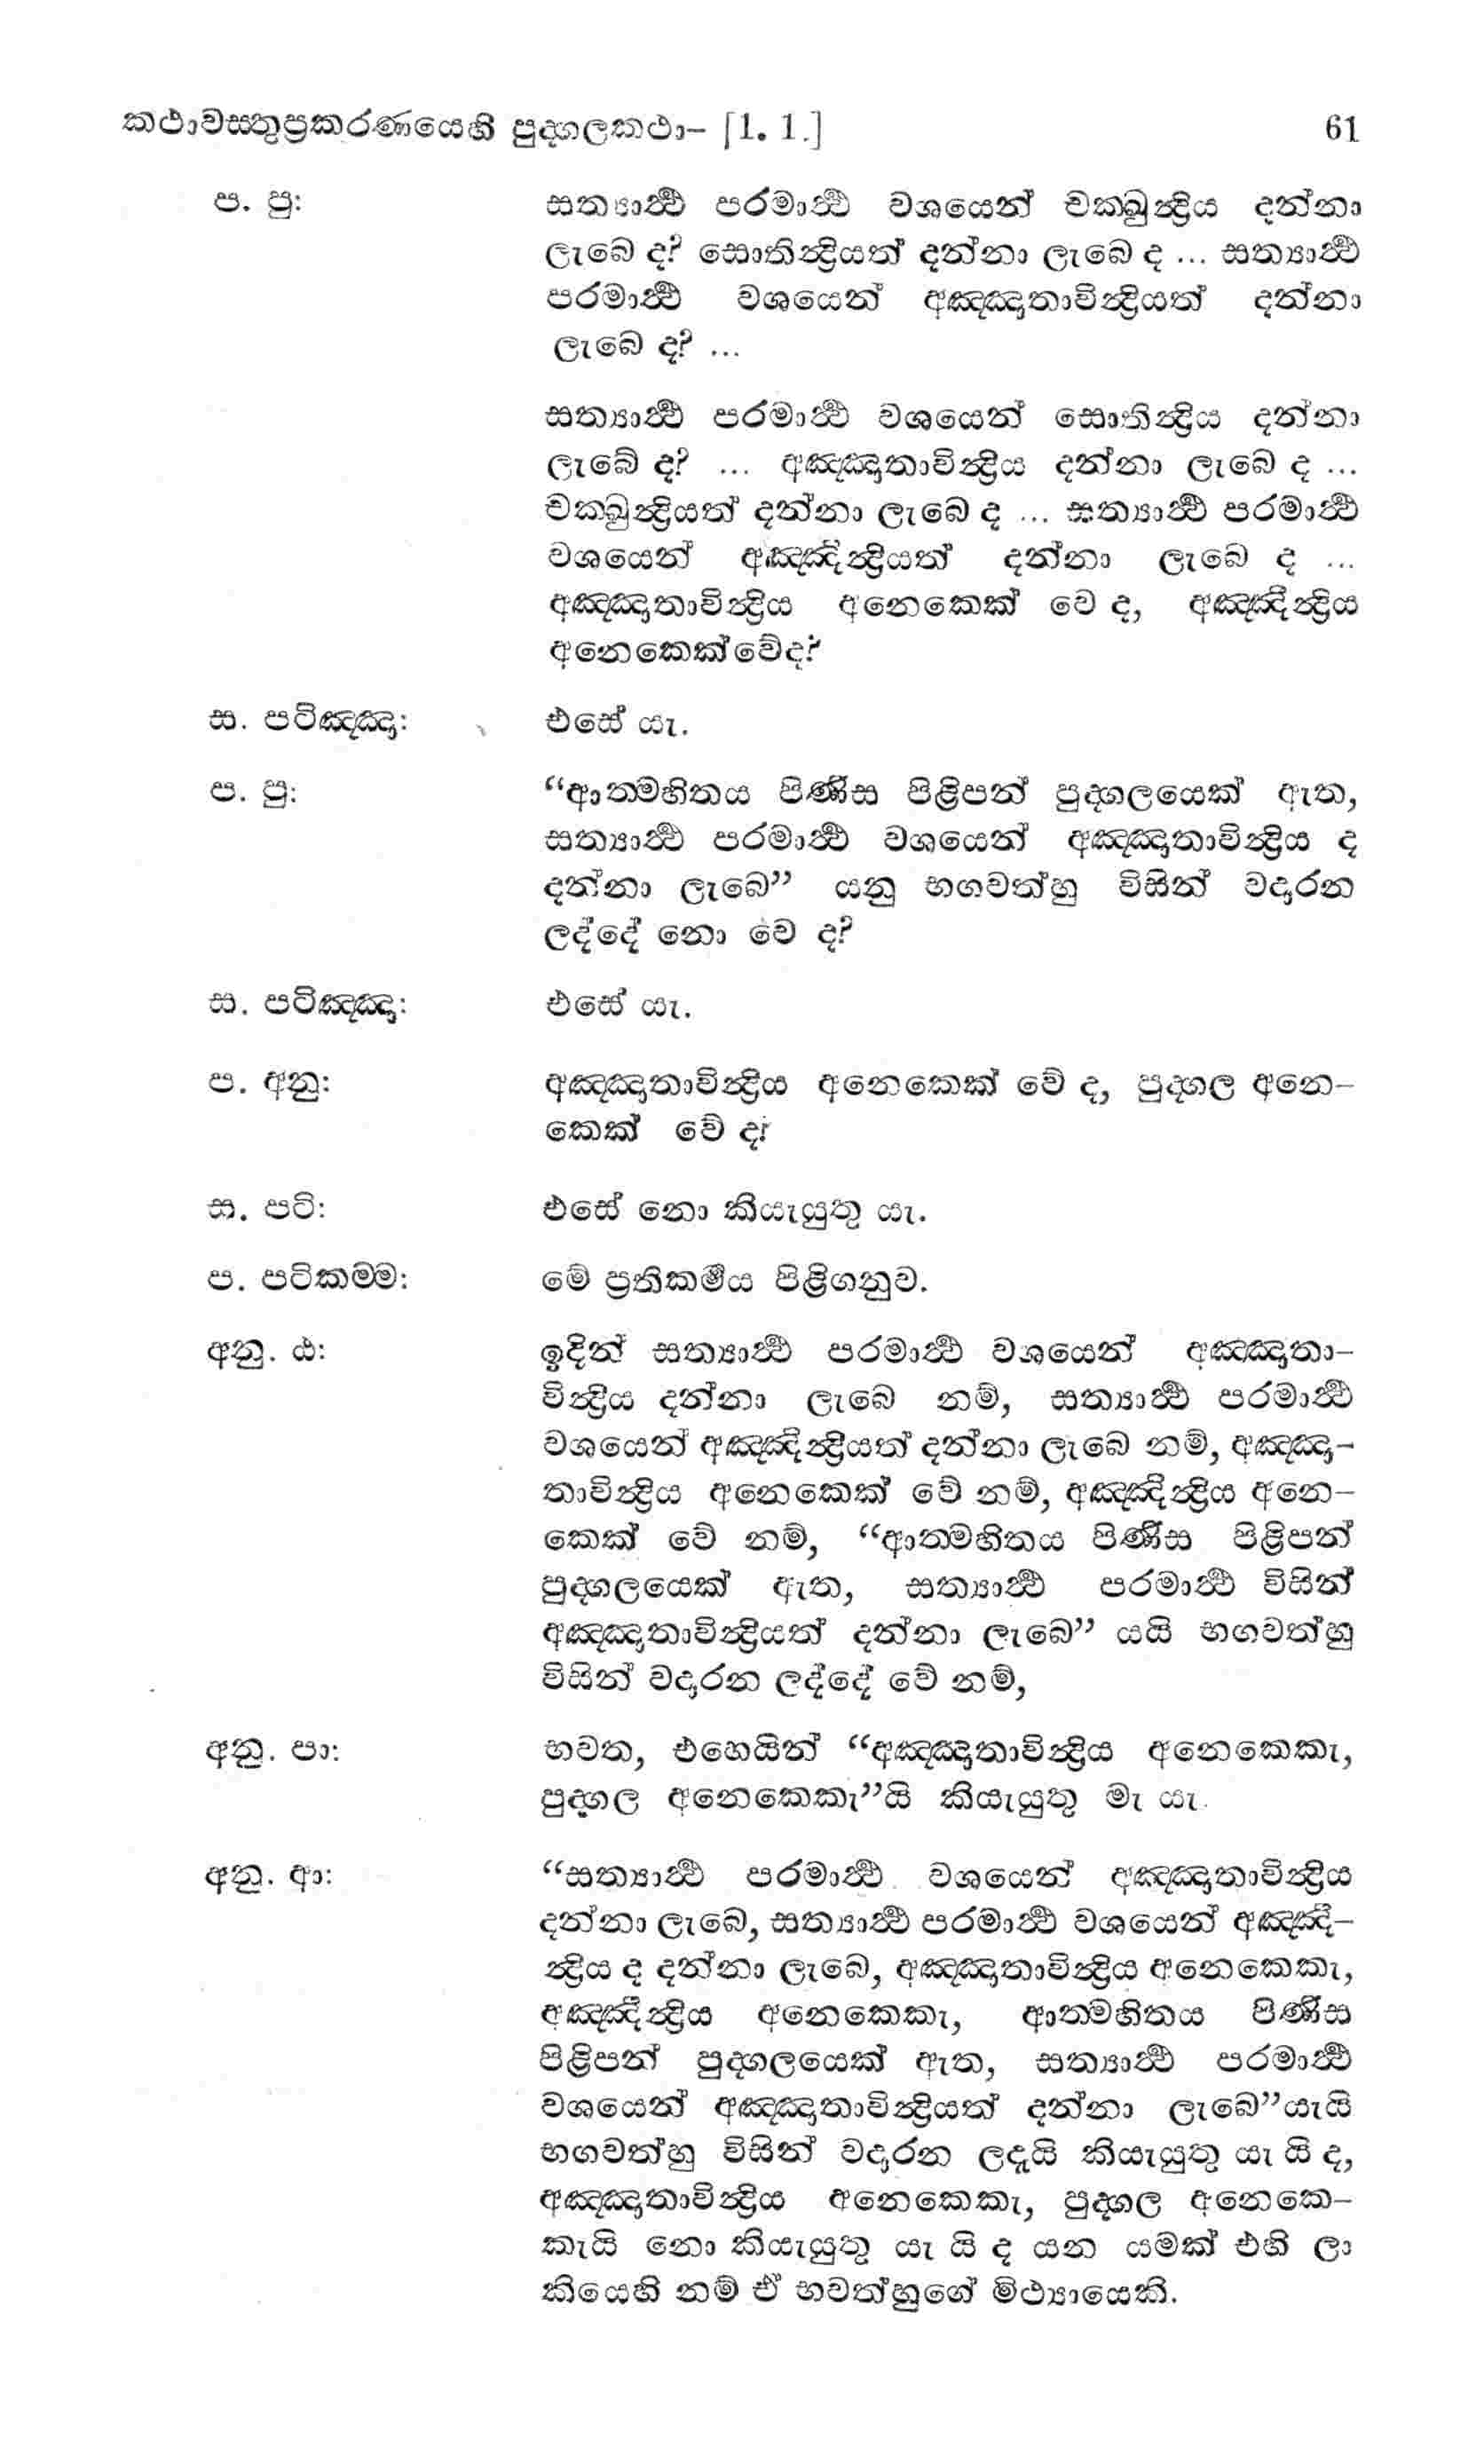 කථාවස්තුප්‍රකරණයෙහි පුද්ගලකථා– [1. 1.] 61
ප. පු: සත්‍යාර්ථ පරමාර්ථ වශයෙන් චක්ඛුන්‍ද්‍රිය දන්නා
ලැබෙ ද? සොතින්‍ද්‍රියත් දන්නා ලැබෙ ද ... සත්‍යාර්ථ
පරමාර්ථ වශයෙන් අඤ්ඤාතාවින්‍ද්‍රියත් දන්නා
ලැබෙ ද? ...
සත්‍යාර්ථ පරමාර්ථ වශයෙන් සොතින්‍ද්‍රිය දන්නා
ලැබේ ද? ... අඤ්ඤාතාවින්‍ද්‍රිය දන්නා ලැබෙ ද ...
චක්ඛුන්‍ද්‍රියත් දන්නා ලැබෙ ද ... සත්‍යාර්ථ පරමාර්ථ
වශයෙන් අඤ්ඤින්‍ද්‍රියත් දන්නා ලැබෙ ද ...
අඤ්ඤාතාවින්‍ද්‍රිය අනෙකෙක් වෙ ද, අඤ්ඤින්‍ද්‍රිය
අනෙකෙක් වේද?
ස. පටිඤ්ඤා: එසේ යැ.
ප. පු: “ආත්මහිතය පිණිස පිළිපන් පුද්ගලයෙක් ඇත,
සත්‍යාර්ථ පරමාර්ථ වශයෙන් අඤ්ඤාතාවින්‍ද්‍රිය ද
දන්නා ලැබෙ” යනු භගවත්හු විසින් වදාරන
ලද්දේ නො වෙ ද?
ස. පටිඤ්ඤා: එසේ යැ.
ප. අනු: අඤ්ඤාතාවින්‍ද්‍රිය අනෙකෙක් වේ ද, පුද්ගල අනෙ–
කෙක් වේ ද?
ස. පටි: එසේ නො කියැයුතු යැ.
ප. පටිකම්ම: මේ ප්‍රතිකර්මය පිළිගනුව.
අනු. ඨ: ඉදින් සත්‍යාර්ථ පරමාර්ථ වශයෙන් අඤ්ඤාතා–
වින්‍ද්‍රිය දන්නා ලැබෙ නම්, සත්‍යාර්ථ පරමාර්ථ
වශයෙන් අඤ්ඤින්‍ද්‍රියත් දන්නා ලැබෙ නම්, අඤ්ඤා–
තාවින්‍ද්‍රිය අනෙකෙක් වේ නම්, අඤ්ඤින්‍ද්‍රිය අනෙ–
කෙක් වේ නම්, “ආත්මහිතය පිණිස පිළිපන්
පුද්ගලයෙක් ඇත, සත්‍යාර්ථ පරමාර්ථ විසින්
අඤ්ඤාතාවින්‍ද්‍රියත් දන්නා ලැබෙ” යයි භගවත්හු
විසින් වදාරන ලද්දේ වේ නම්,
අනු. පා: භවත, එහෙයින් “අඤ්ඤාතාවින්‍ද්‍රිය අනෙකෙකැ,
පුද්ගල අනෙකෙකැ”යි කියැයුතු මැ යැ.
අනු. ආ: “සත්‍යාර්ථ පරමාර්ථ වශයෙන් අඤ්ඤාතාවින්‍ද්‍රිය
දන්නා ලැබෙ, සත්‍යාර්ථ පරමාර්ථ වශයෙන් අඤ්ඤි–
න්‍ද්‍රිය ද දන්නා ලැබෙ, අඤ්ඤාතාවින්‍ද්‍රිය අනෙකෙකැ,
අඤ්ඤින්‍ද්‍රිය අනෙකෙකැ, ආත්මහිතය පිණිස
පිළිපන් පුද්ගලයෙක් ඇත, සත්‍යාර්ථ පරමාර්ථ
වශයෙන් අඤ්ඤාතාවින්‍ද්‍රියත් දන්නා ලැබෙ”යැයි
භගවත්හු විසින් වදාරන ලදැයි කියැයුතු යැ යි ද,
අඤ්ඤාතාවින්‍ද්‍රිය අනෙකෙකැ, පුද්ගල අනෙකෙ–
කැයි නො කියැයුතු යැ යි ද යන යමක් එහි ලා
කියෙහි නම් ඒ භවත්හුගේ මිථ්‍යායෙකි.